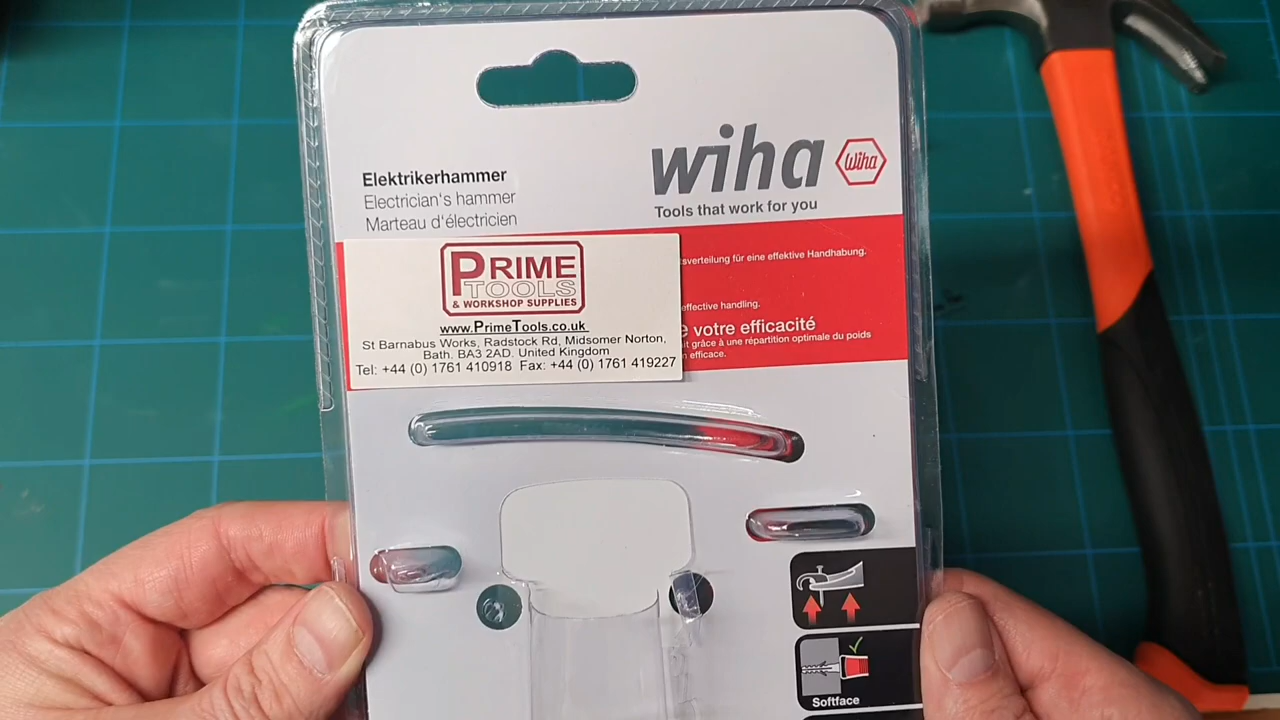 wiha
Wiha
Tools that work for you
Elektrikerhammer
Electrician's hammer
Marteau d'électricien
PRIME
TOOLS
& WORKSHOP SUPPLIES
www.PrimeTools.co.uk
St Barnabus Works, Radstock Rd, Midsomer Norton,
Bath. BA3 2AD. United Kingdom
Tel: +44 (0) 1761 410918 Fax: +44 (0) 1761 419227
sverteilung für eine effektive Handhabung.
effective handling.
votre efficacité
it grâce à une répartition optimale du poids
efficace.
Softface